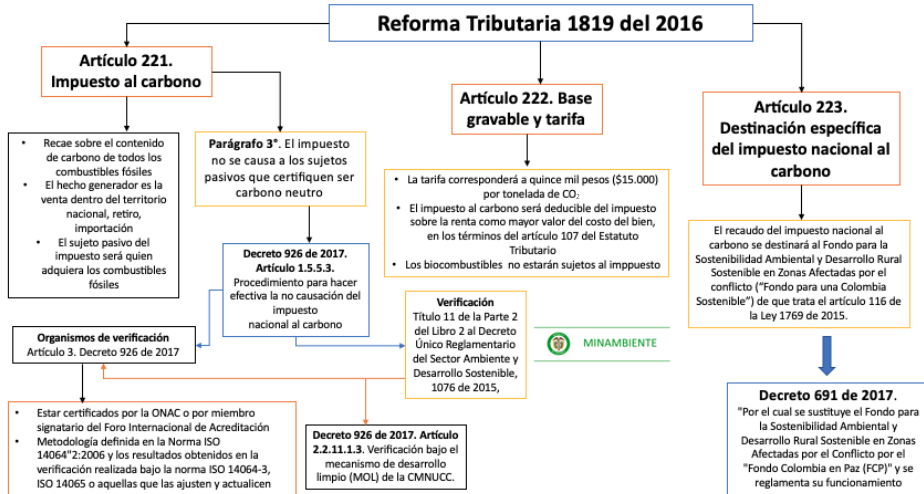 Reforma Tributaria 1819 del 2016
Artículo 221.
Impuesto al carbono
• Recae sobre el contenido
de carbono de todos los
combustibles fósiles
• El hecho generador es la
venta dentro del territorio
nacional, retiro,
importación
• El sujeto pasivo del
impuesto será quien
adquiera los combustibles
fósiles
Parágrafo 3°. El impuesto
no se causa a los sujetos
pasivos que certifiquen ser
carbono neutro
Decreto 926 de 2017.
Artículo 1.5.5.3.
Procedimiento para hacer
efectiva la no causación del
impuesto
nacional al carbono
Organismos de verificación
Artículo 3. Decreto 926 de 2017
• Estar certificados por la ONAC o por miembro
signatario del Foro Internacional de Acreditación
• Metodología definida en la Norma ISO
14064"2:2006 y los resultados obtenidos en la
verificación realizada bajo la norma ISO 14064-3,
ISO 14065 o aquellas que las ajusten y actualicen
Verificación
Título 11 de la Parte 2
del Libro 2 al Decreto
Único Reglamentario
del Sector Ambiente y
Desarrollo Sostenible,
1076 de 2015,
Decreto 926 de 2017. Artículo
2.2.11.1.3. Verificación bajo el
mecanismo de desarrollo
limpio (MOL) de la CMNUCC.
Artículo 222. Base
gravable y tarifa
• La tarifa corresponderá a quince mil pesos ($15.000)
por tonelada de CO₂
• El impuesto al carbono será deducible del impuesto
sobre la renta como mayor valor del costo del bien,
en los términos del artículo 107 del Estatuto
Tributario
• Los biocombustibles no estarán sujetos al imppuesto
MINAMBIENTE
Artículo 223.
Destinación específica
del impuesto nacional al
carbono
El recaudo del impuesto nacional al
carbono se destinará al Fondo para la
Sostenibilidad Ambiental y Desarrollo Rural
Sostenible en Zonas Afectadas por el
conflicto ("Fondo para una Colombia
Sostenible") de que trata el artículo 116 de
la Ley 1769 de 2015.
Decreto 691 de 2017.
"Por el cual se sustituye el Fondo para
la Sostenibilidad Ambiental y
Desarrollo Rural Sostenible en Zonas
Afectadas por el Conflicto por el
"Fondo Colombia en Paz (FCP)" y se
reglamenta su funcionamiento